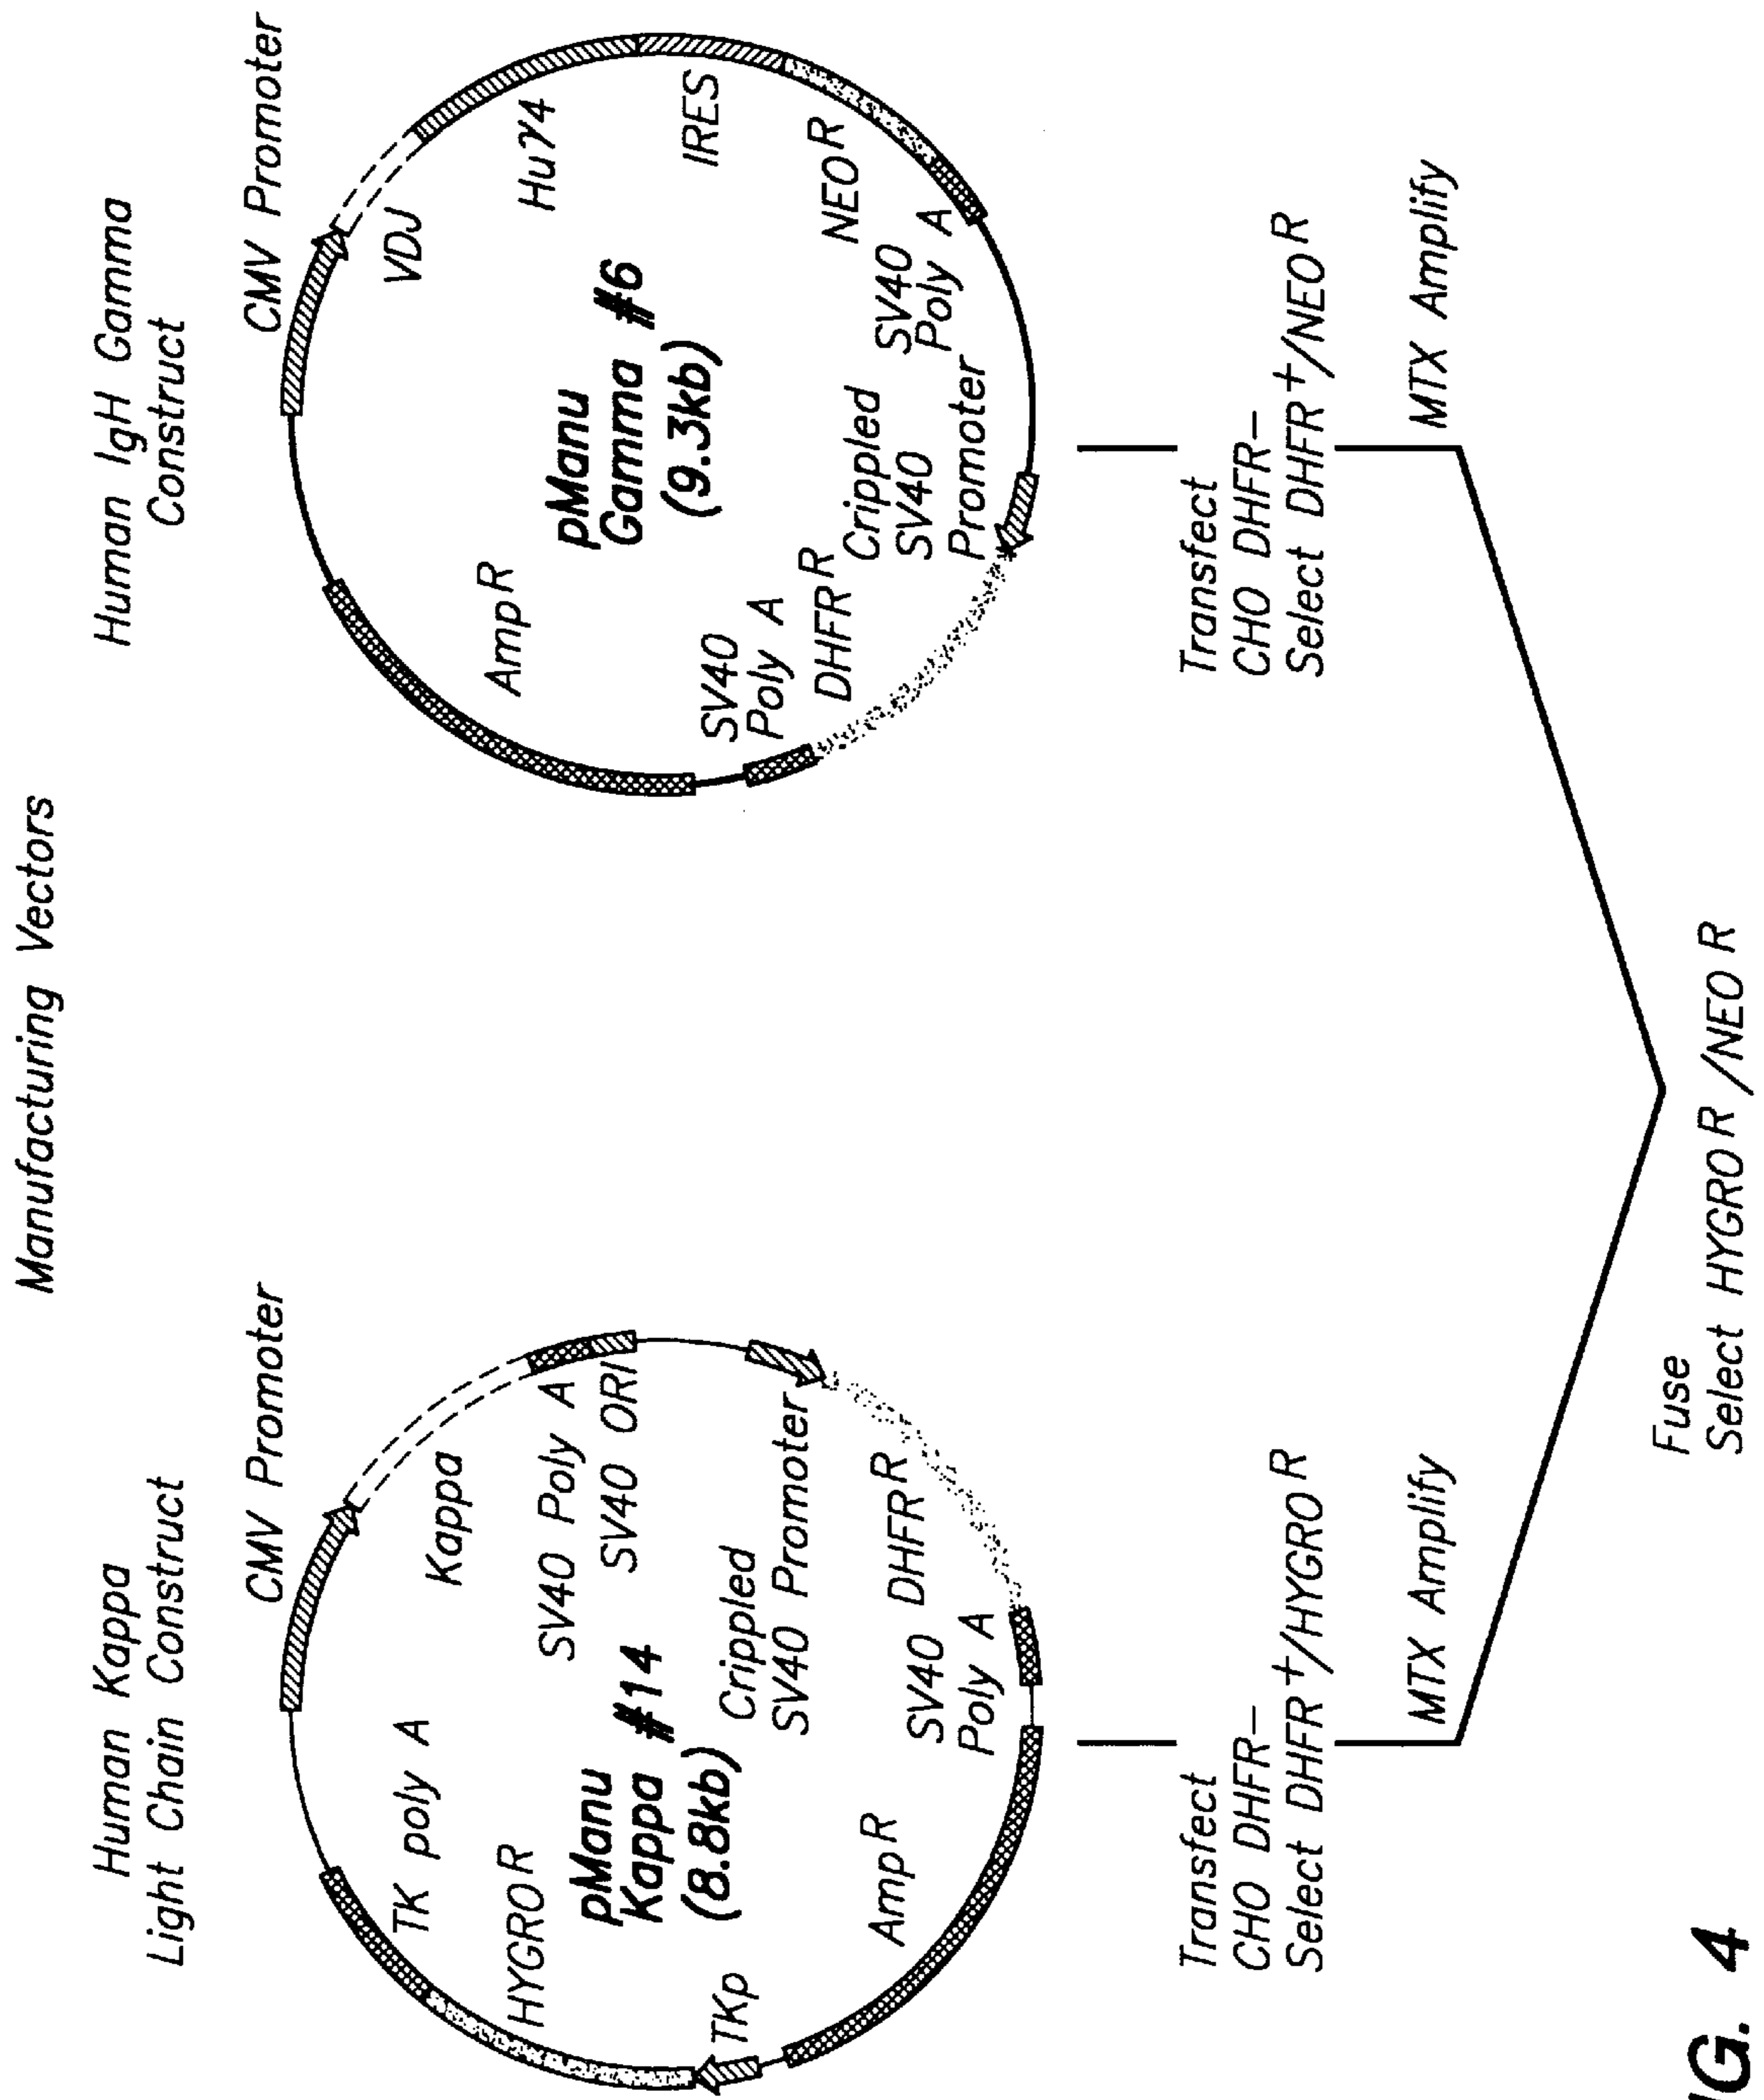 Manufacturing Vectors
Human Kappa
Light Chain Construct
CMV Promoter
Kappa
TK poly A
SV40 Poly A
SV40 ORI
HYGRO R
pManu
Kappa #14
(8.8kb)
Crippled
SV40 Promoter
TKp
DHFR R
SV40
Poly A
Amp R
Transfect
CHO DHFR–
Select DHFR+/HYGRO R
MTX Amplify
Human IgH Gamma
Construct
CMV Promoter
VDJ
Huγ4
IRES
Amp R
pManu
Gamma #6
(9.3kb)
NEO R
SV40
Poly A
SV40
Poly A
DHFR R
Crippled
SV40
Promoter
Transfect
CHO DHFR–
Select DHFR+/NEO R
MTX Amplify
Fuse
Select HYGRO R/NEO R
IG. 4